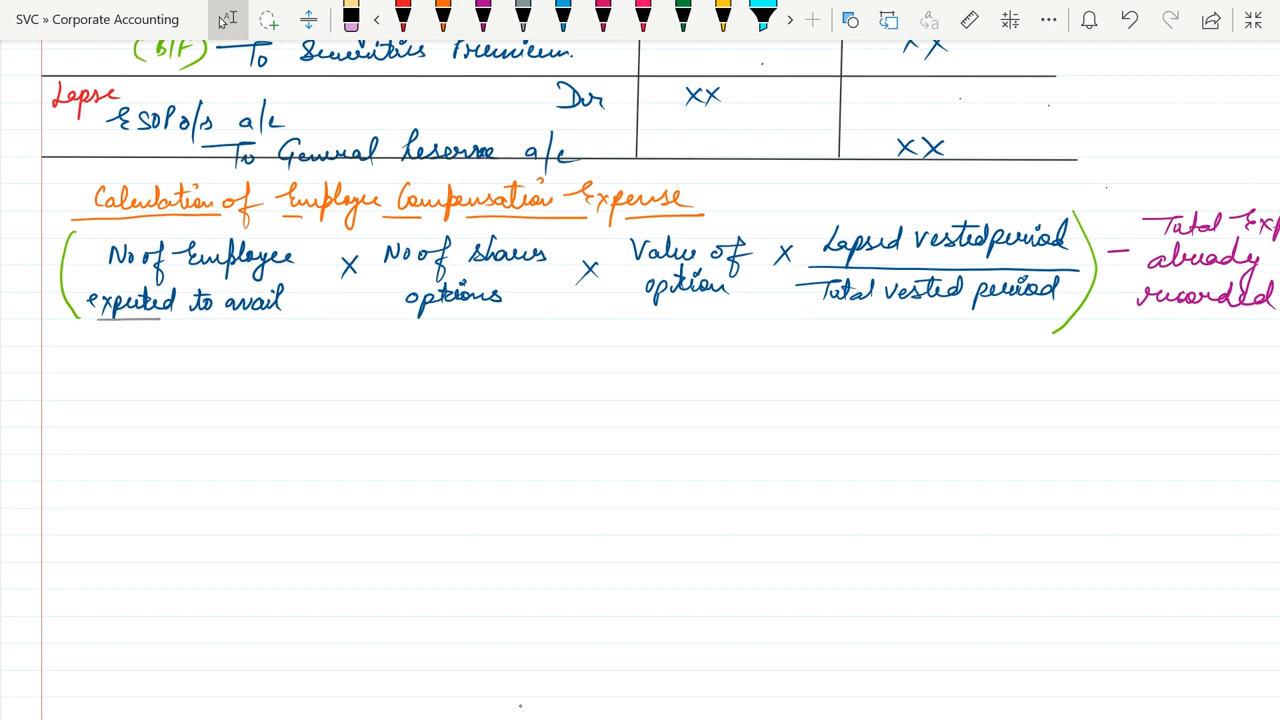 SVC » Corporate Accounting
(B/F) To Securities Premium. XX
Lapse
ESOP o/s a/c Dr XX
To General Reserve a/c XX
Calculation of Employee Compensation Expense
(No of Employee expected to avail × No of shares options × Value of option × Lapsed vested period / Total vested period) - Total Exp already recorded